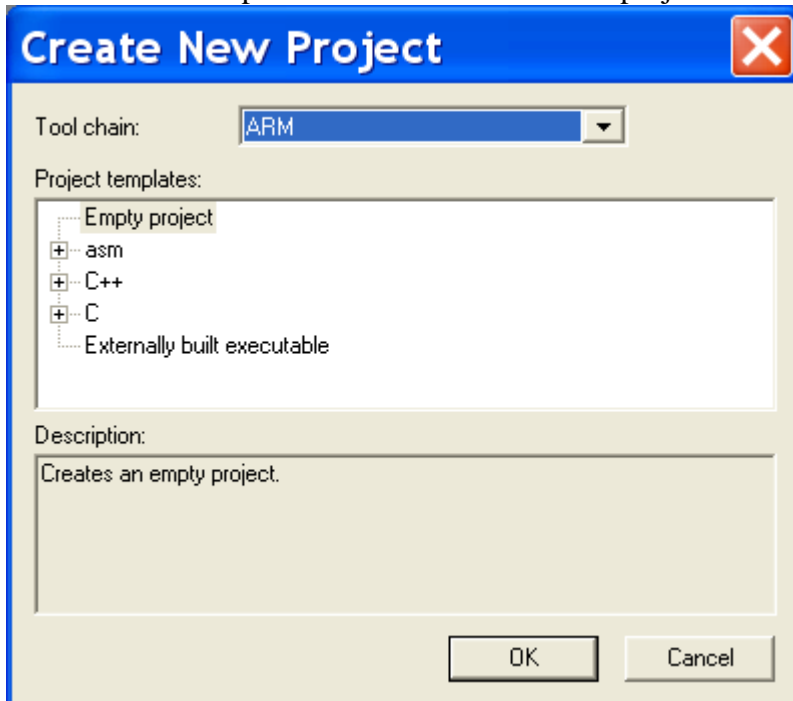 Create New Project
Tool chain:
ARM
Project templates:
Empty project
asm
C++
C
Externally built executable
Description:
Creates an empty project.
OK
Cancel